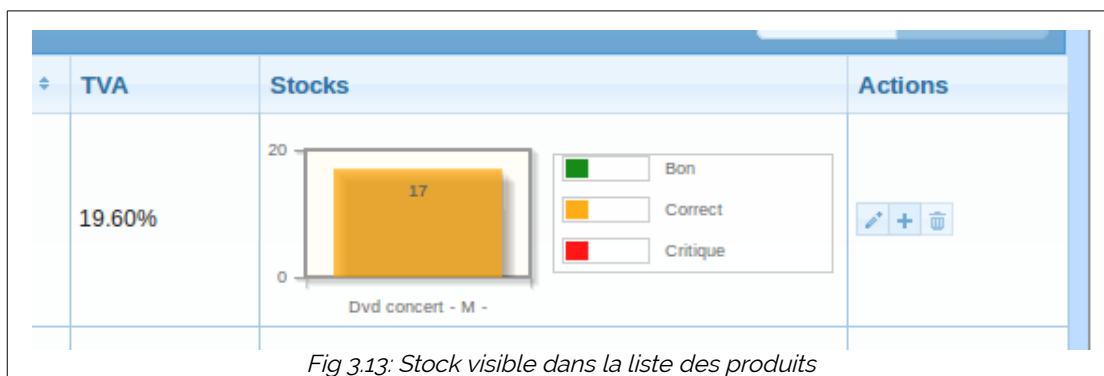 TVA Stocks Actions
20
17
Bon
Correct
19.60%
Critique
0
Dvd concert - M -
Fig 3.13: Stock visible dans la liste des produits